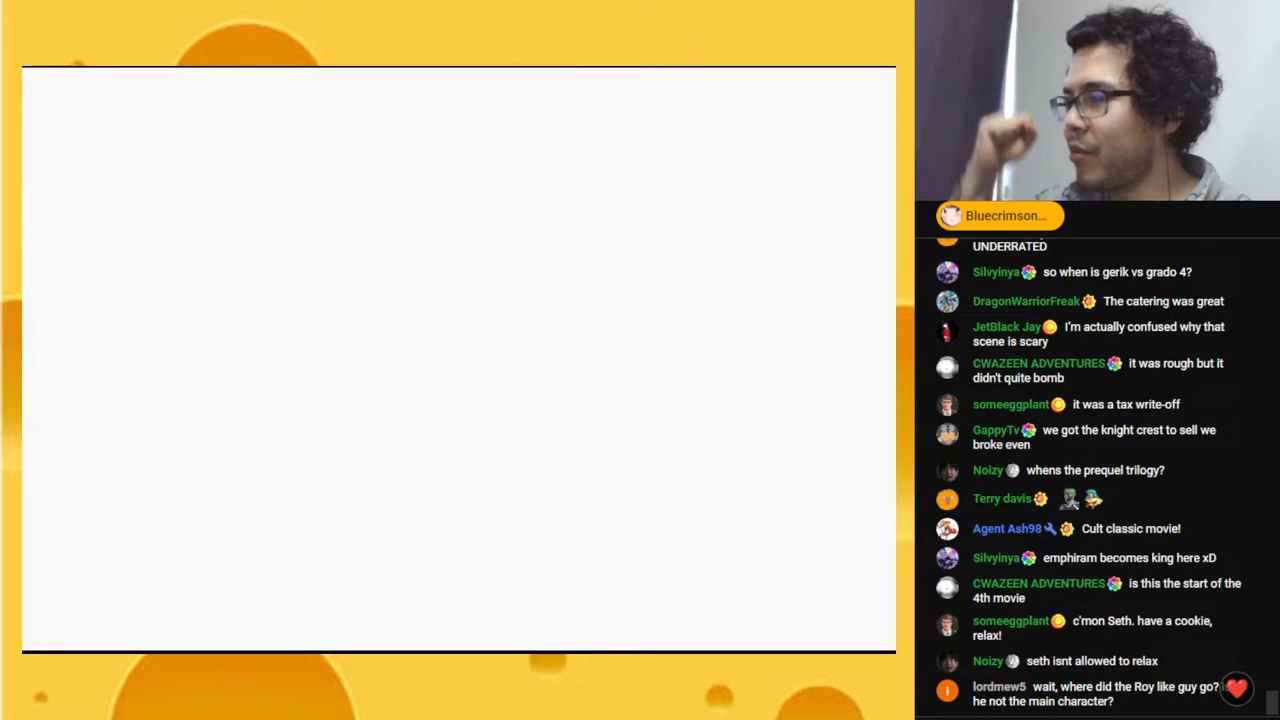 Bluecrimson...
UNDERRATED
Silvyinya so when is gerik vs grado 4?
DragonWarriorFreak The catering was great
JetBlack Jay I'm actually confused why that
scene is scary
CWAZEEN ADVENTURES it was rough but it
didn't quite bomb
someeggplant it was a tax write-off
GappyTv we got the knight crest to sell we
broke even
Noizy whens the prequel trilogy?
Terry davis
Agent Ash98 Cult classic movie!
Silvyinya emphiram becomes king here xD
CWAZEEN ADVENTURES is this the start of the
4th movie
someeggplant c'mon Seth. have a cookie,
relax!
Noizy seth isnt allowed to relax
l
lordmew5 wait, where did the Roy like guy go? is
he not the main character?